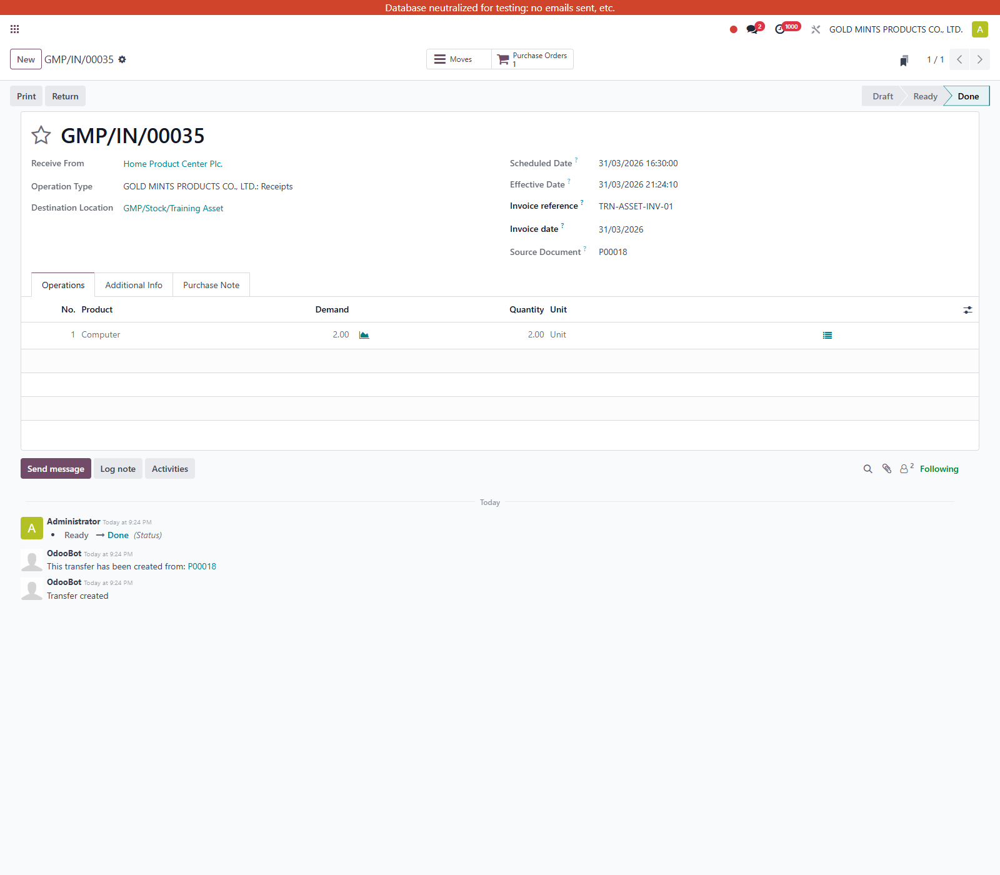 Database neutralized for testing: no emails sent, etc.
2
1000
GOLD MINTS PRODUCTS CO., LTD.
A
New
GMP/IN/00035
Moves
Purchase Orders
1
1 / 1
Print
Return
Draft
Ready
Done
GMP/IN/00035
Receive From
Home Product Center Plc.
Operation Type
GOLD MINTS PRODUCTS CO., LTD.: Receipts
Destination Location
GMP/Stock/Training Asset
Scheduled Date ?
31/03/2026 16:30:00
Effective Date ?
31/03/2026 21:24:10
Invoice reference ?
TRN-ASSET-INV-01
Invoice date ?
31/03/2026
Source Document ?
P00018
Operations
Additional Info
Purchase Note
No. Product Demand Quantity Unit
1 Computer 2.00 2.00 Unit
Send message
Log note
Activities
2
Following
Today
A
Administrator Today at 9:24 PM
• Ready → Done (Status)
OdooBot Today at 9:24 PM
This transfer has been created from: P00018
OdooBot Today at 9:24 PM
Transfer created